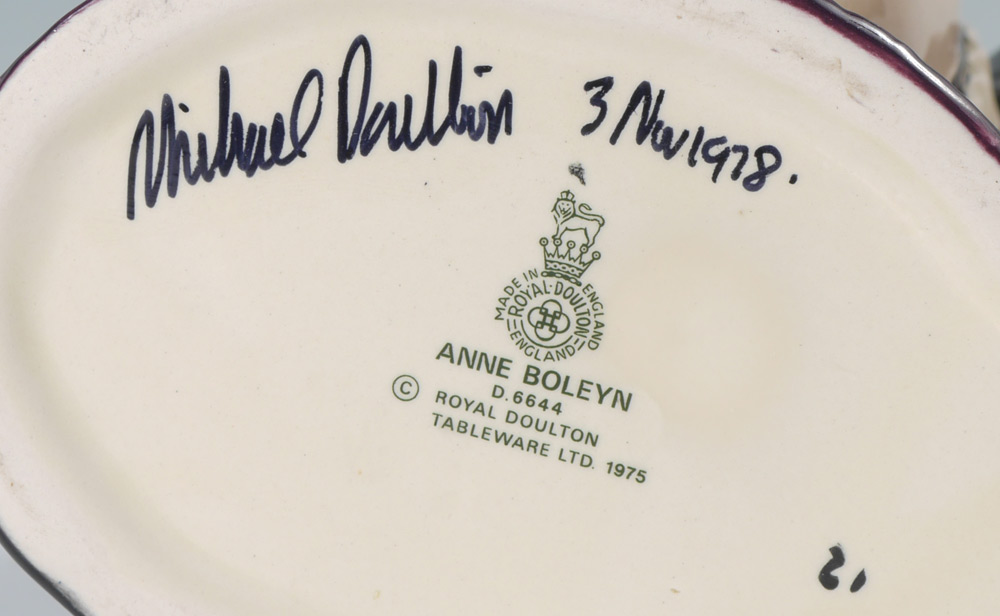 Michael Doulton 3 Nov 1978.
MADE IN ENGLAND
ROYAL·DOULTON
ENGLAND
ANNE BOLEYN
D.6644
© ROYAL DOULTON
TABLEWARE LTD. 1975
21